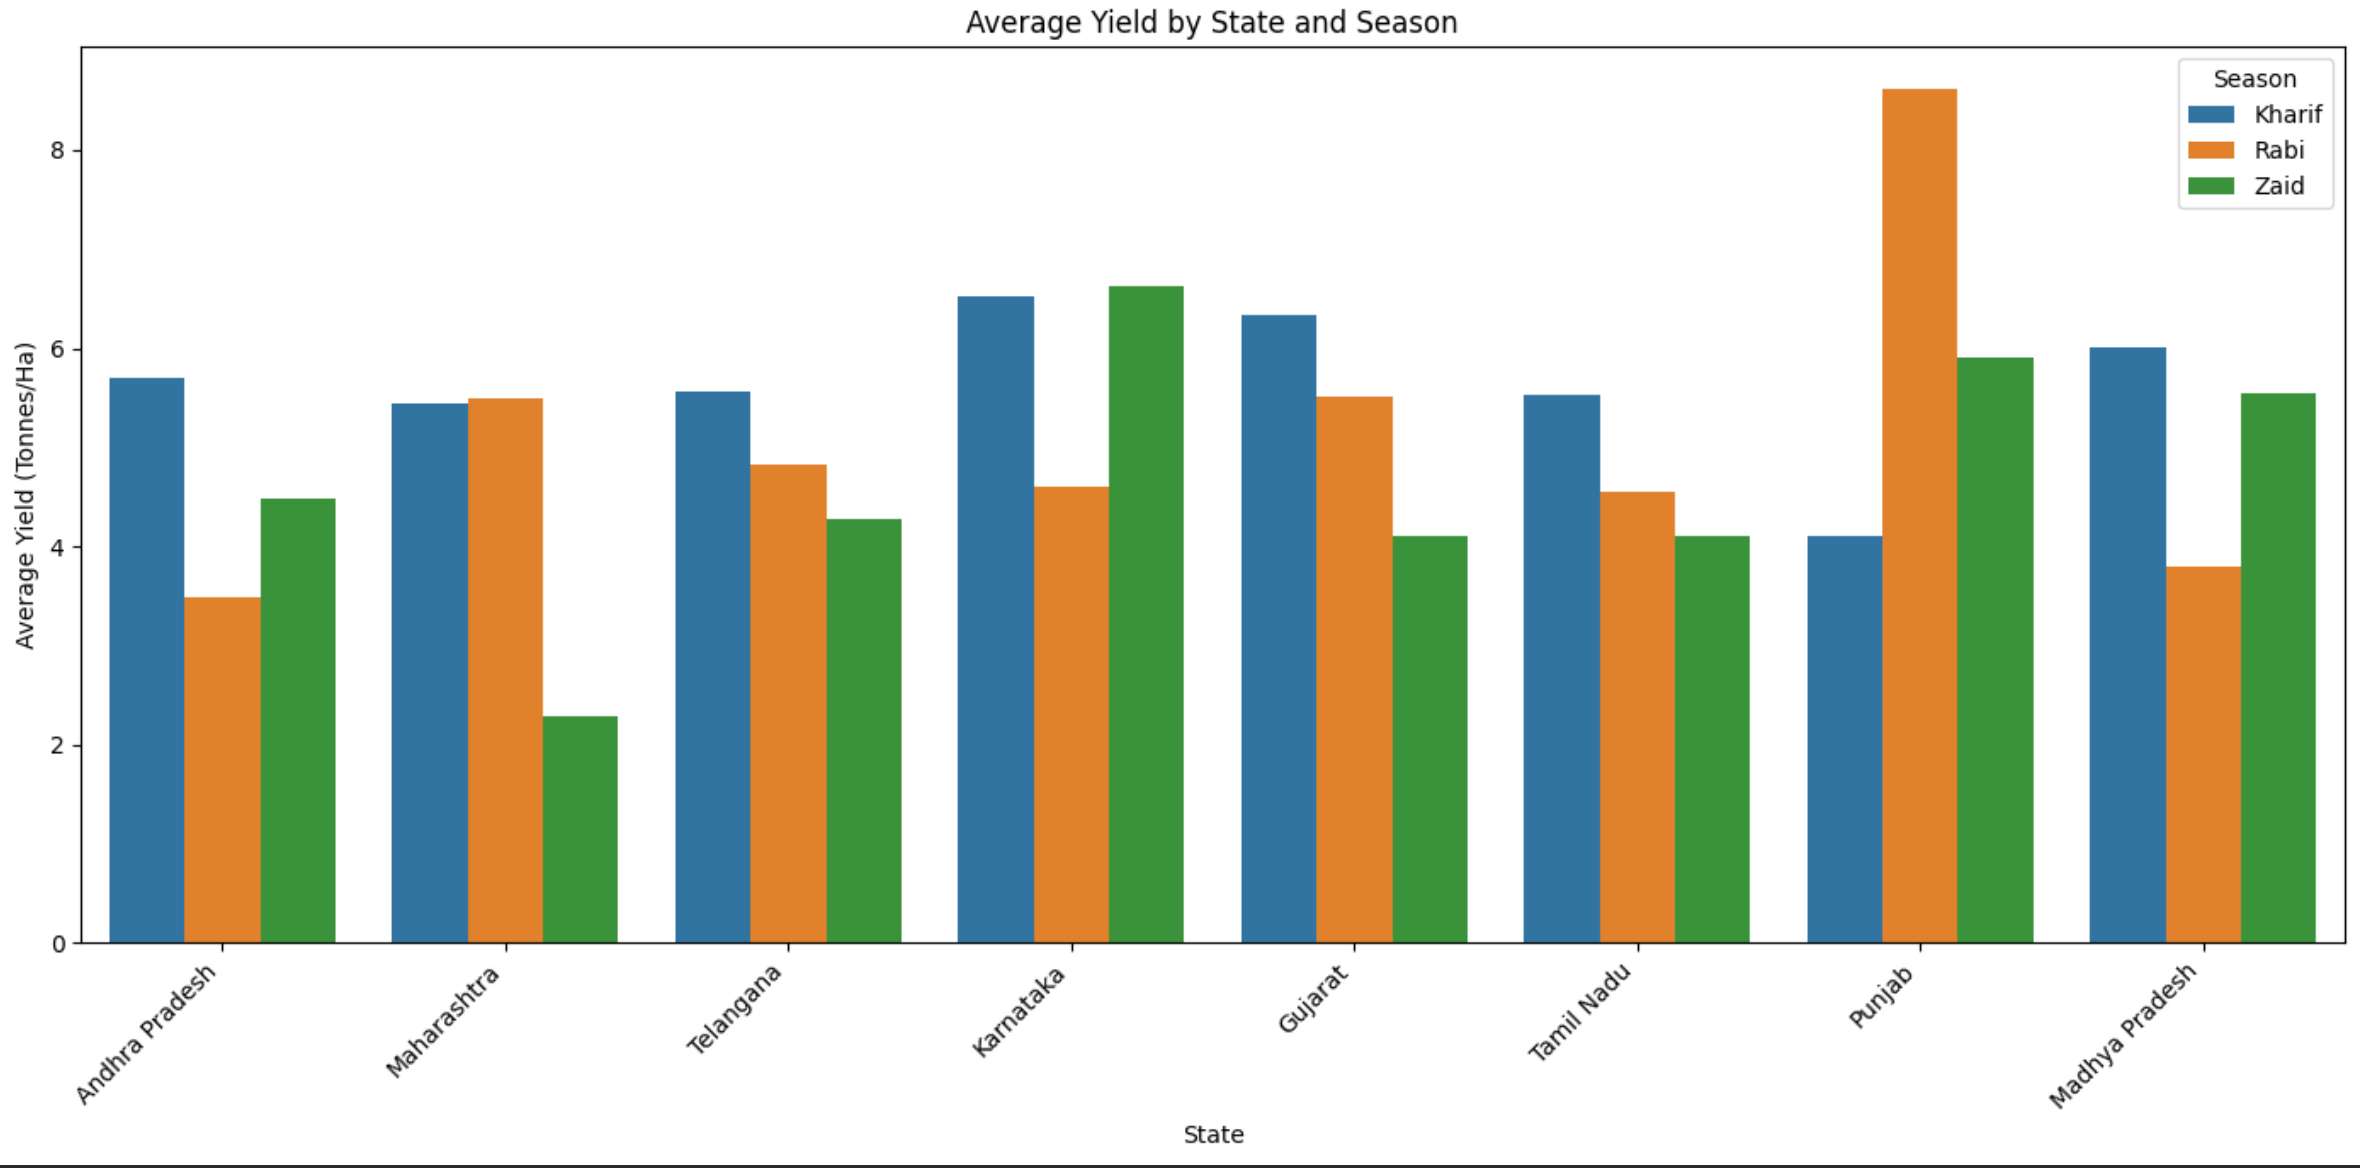 Average Yield by State and Season
Season
Kharif
Rabi
Zaid
Average Yield (Tonnes/Ha)
8
6
4
2
0
Andhra Pradesh
Maharashtra
Telangana
Karnataka
Gujarat
Tamil Nadu
Punjab
Madhya Pradesh
State